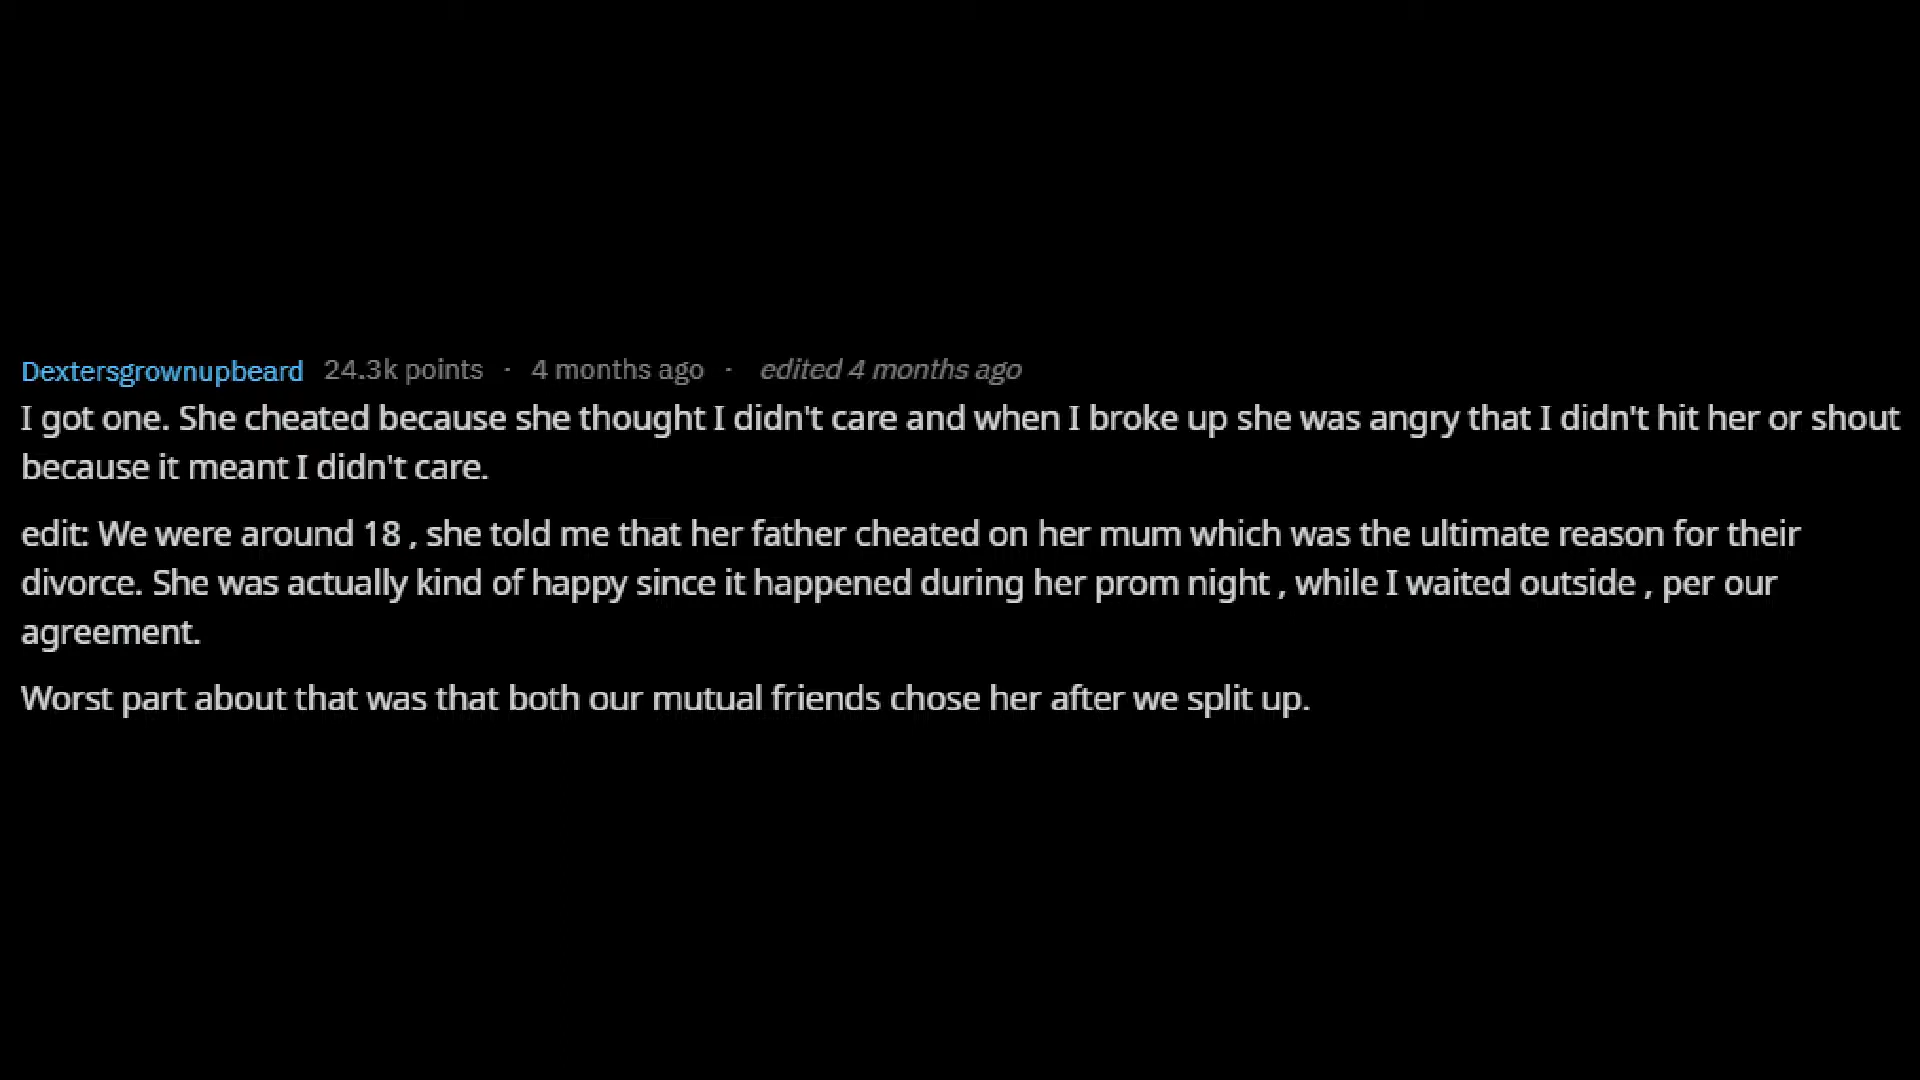 Dextersgrownupbeard 24.3k points · 4 months ago · edited 4 months ago
I got one. She cheated because she thought I didn't care and when I broke up she was angry that I didn't hit her or shout
because it meant I didn't care.
edit: We were around 18 , she told me that her father cheated on her mum which was the ultimate reason for their
divorce. She was actually kind of happy since it happened during her prom night , while I waited outside , per our
agreement.
Worst part about that was that both our mutual friends chose her after we split up.